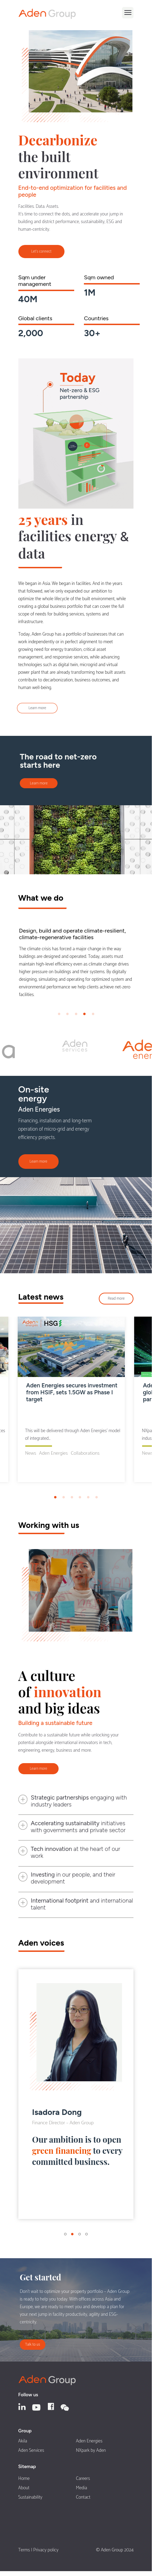 Aden Group
Decarbonize
the built
environment
End-to-end optimization for facilities and
people
Facilities. Data. Assets.
It's time to connect the dots, and accelerate your jump in
building and district performance, sustainability, ESG and
human-centricity.
Let's connect
Sqm under
management
Sqm owned
40M
1M
Global clients
Countries
2,000
30+
Today
Net-zero & ESG
partnership
25 years in
facilities energy &
data
We began in Asia. We began in facilities. And in the years
that followed, we've only expanded our ambition to
optimize the whole lifecycle of the built environment, while
creating a global business portfolio that can cover the full
scope of needs for building services, systems and
infrastructure.
Today, Aden Group has a portfolio of businesses that can
work independently or in perfect alignment to meet
growing need for energy transition, critical asset
management, and responsive services, while advancing
technologies such as digital twin, microgrid and virtual
power plant that are already transforming how built assets
contribute to decarbonization, business outcomes, and
human well-being.
Learn more
The road to net-zero
starts here
Learn more
What we do
Design, build and operate climate-resilient,
climate-regenerative facilities
The climate crisis has forced a major change in the way
buildings are designed and operated. Today, systems must
sustain high-level efficiency even as climate change drives
higher pressure on buildings and their systems. By digitally
designing, simulating and operating and optimizing the total
system, carbon and performance we help clients achieve net-zero
facilities.
a
Aden
SERVICES
Aden
ener
On-site
energy
Aden Energies
Financing, installation and long-term
operation of micro-grid and energy
efficiency projects.
Learn more
Latest news
Read more
Aden HSG
Aden Energies secures investment
from HSIF, sets 1.5GW as Phase I
target
Ade
glo
par
This will be delivered through Aden Energies' model
of integrated..
News Aden Energies Collaborations
News
Working with us
A culture
of innovation
and big ideas
Building a sustainable future
Contribute to a sustainable future while unlocking your
potential alongside international innovators in tech,
engineering, energy, business and more.
Learn more
Strategic partnerships engaging with
industry leaders
Accelerating sustainability initiatives
with governments and private sector
Tech innovation at the heart of our
work
Investing in our people, and their
development
International footprint and international
talent
Aden voices
Isadora Dong
Finance Director - Aden Group
Our ambition is to open
green financing to every
committed business.
Get started
Don't wait to optimize your property portfolio - Aden Group
is ready to help you today. With offices across Asia and
Europe, we are ready to meet you and develop a plan for
your next jump in facility productivity, agility, and ESG-
centricity.
Talk to us
Aden Group
Follow us
Group
Akila
Aden Energies
Aden Services
NXpark by Aden
Sitemap
Home
Careers
About
Media
Sustainability
Contact
Terms | Privacy policy
© Aden Group 2024